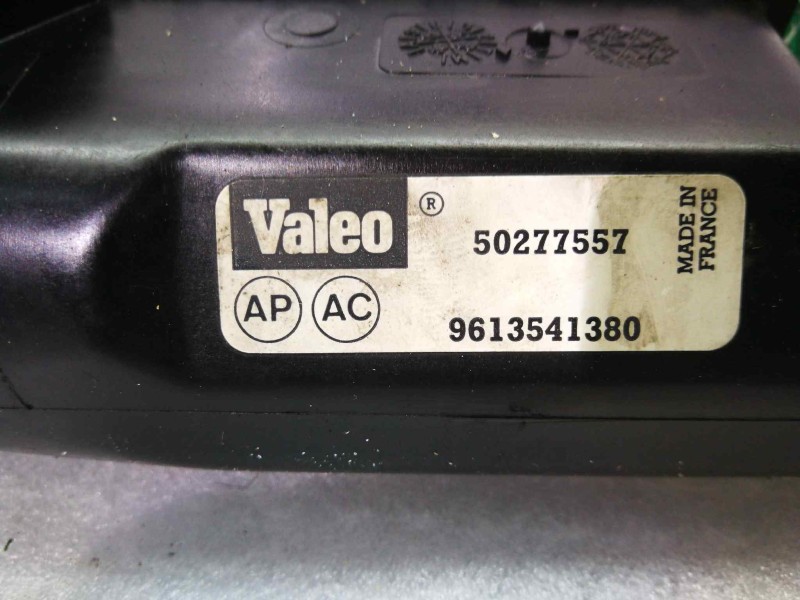 Valeo ®
50277557
MADE IN
FRANCE
AP AC
9613541380